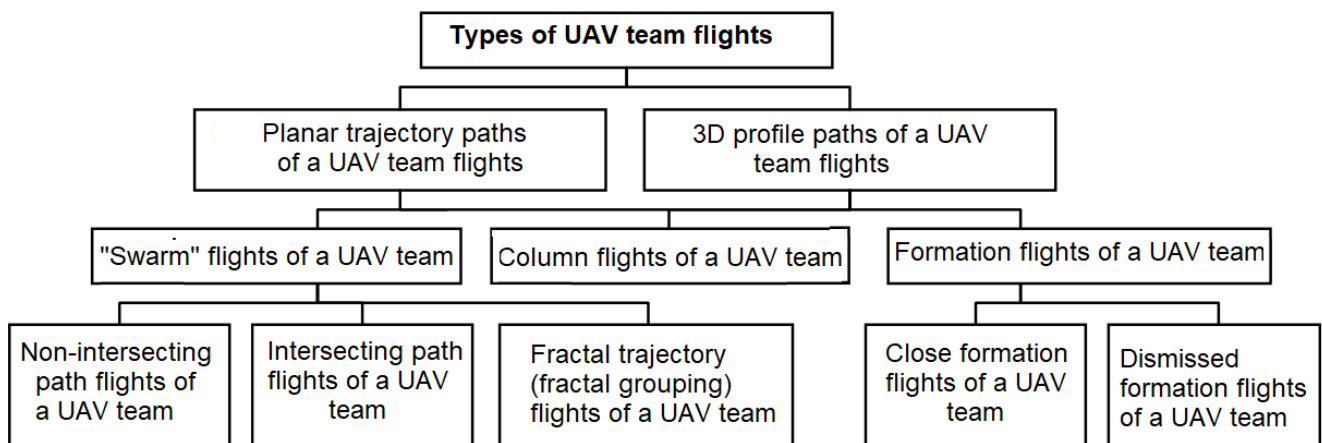 Types of UAV team flights
Planar trajectory paths
of a UAV team flights
3D profile paths of a UAV
team flights
"Swarm" flights of a UAV team
Column flights of a UAV team
Formation flights of a UAV team
Non-intersecting
path flights of
a UAV team
Intersecting path
flights of a UAV
team
Fractal trajectory
(fractal grouping)
flights of a UAV team
Close formation
flights of a UAV
team
Dismissed
formation flights
of a UAV team